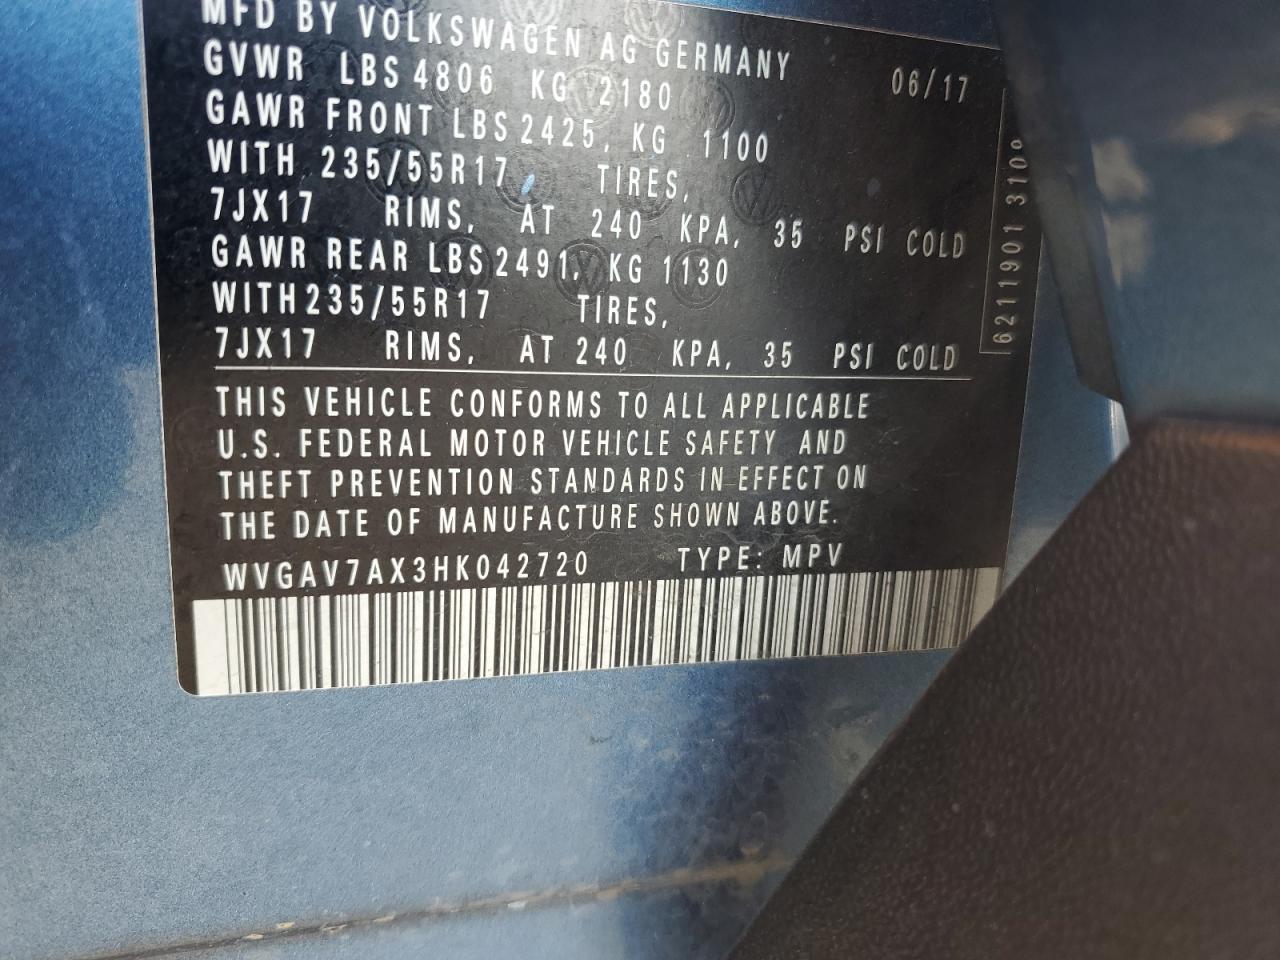 MFD BY VOLKSWAGEN AG GERMANY 06/17
GVWR LBS 4806 KG 2180
GAWR FRONT LBS 2425, KG 1100
WITH 235/55R17, TIRES,
7JX17 RIMS, AT 240 KPA, 35 PSI COLD
GAWR REAR LBS 2491, KG 1130
WITH 235/55R17 TIRES,
7JX17 RIMS, AT 240 KPA, 35 PSI COLD
THIS VEHICLE CONFORMS TO ALL APPLICABLE
U.S. FEDERAL MOTOR VEHICLE SAFETY AND
THEFT PREVENTION STANDARDS IN EFFECT ON
THE DATE OF MANUFACTURE SHOWN ABOVE.
WVGAV7AX3HK042720 TYPE: MPV
6211901 310